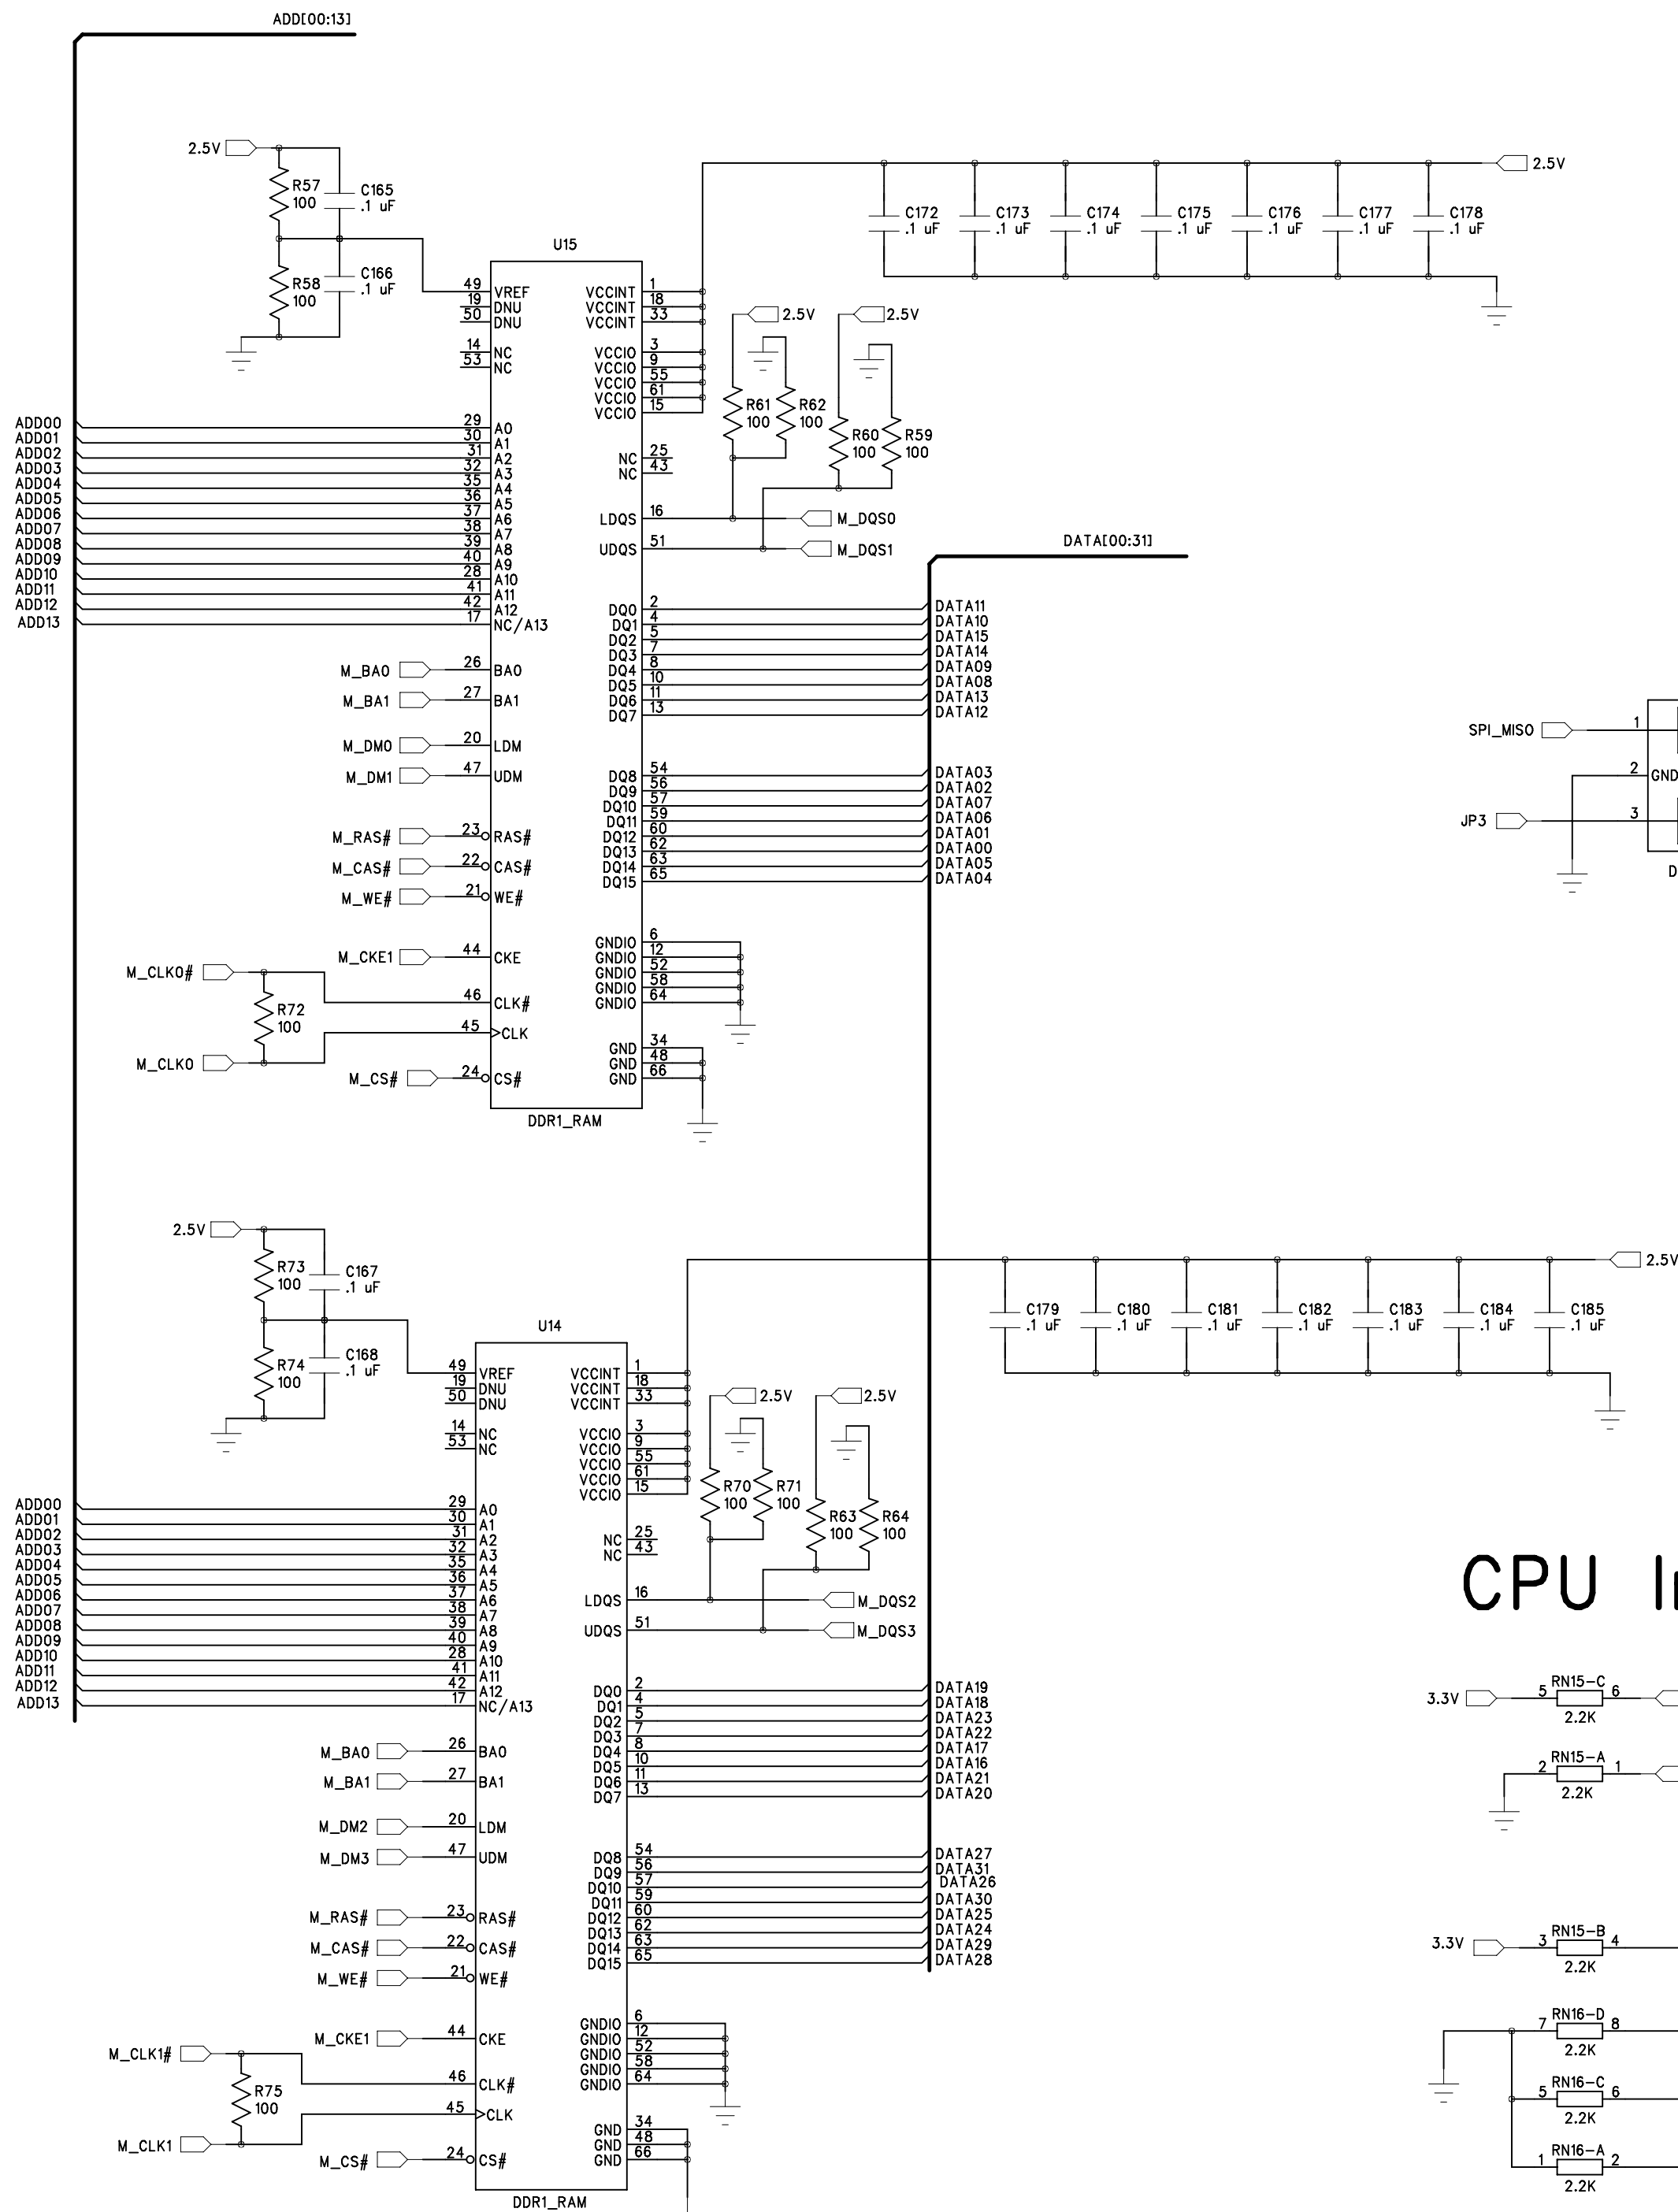 ADD[00:13]
2.5V
R57
100
C165
.1 uF
R58
100
C166
.1 uF
2.5V
C172
.1 uF
C173
.1 uF
C174
.1 uF
C175
.1 uF
C176
.1 uF
C177
.1 uF
C178
.1 uF
U15
49 VREF
19 DNU
50 DNU
14 NC
53 NC
VCCINT 1
VCCINT 18
VCCINT 33
VCCIO 3
VCCIO 9
VCCIO 55
VCCIO 61
VCCIO 15
2.5V
2.5V
R61
100
R62
100
R60
100
R59
100
ADD00 29 A0
ADD01 30 A1
ADD02 31 A2
ADD03 32 A3
ADD04 35 A4
ADD05 36 A5
ADD06 37 A6
ADD07 38 A7
ADD08 39 A8
ADD09 40 A9
ADD10 28 A10
ADD11 41 A11
ADD12 42 A12
ADD13 17 NC/A13
NC 25
NC 43
LDQS 16 M_DQS0
UDQS 51 M_DQS1
DATA[00:31]
DQ0 2 DATA11
DQ1 4 DATA10
DQ2 5 DATA15
DQ3 7 DATA14
DQ4 8 DATA09
DQ5 10 DATA08
DQ6 11 DATA13
DQ7 13 DATA12
M_BA0 26 BA0
M_BA1 27 BA1
M_DM0 20 LDM
M_DM1 47 UDM
DQ8 54 DATA03
DQ9 56 DATA02
DQ10 57 DATA07
DQ11 59 DATA06
DQ12 60 DATA01
DQ13 62 DATA00
DQ14 63 DATA05
DQ15 65 DATA04
SPI_MISO 1
2 GND
JP3 3
D
M_RAS# 23 RAS#
M_CAS# 22 CAS#
M_WE# 21 WE#
M_CKE1 44 CKE
M_CLK0#
46 CLK#
R72
100
45 CLK
M_CLK0
M_CS# 24 CS#
GNDIO 6
GNDIO 12
GNDIO 52
GNDIO 58
GNDIO 64
GND 34
GND 48
GND 66
DDR1_RAM
2.5V
R73
100
C167
.1 uF
R74
100
C168
.1 uF
2.5V
C179
.1 uF
C180
.1 uF
C181
.1 uF
C182
.1 uF
C183
.1 uF
C184
.1 uF
C185
.1 uF
U14
49 VREF
19 DNU
50 DNU
14 NC
53 NC
VCCINT 1
VCCINT 18
VCCINT 33
VCCIO 3
VCCIO 9
VCCIO 55
VCCIO 61
VCCIO 15
2.5V
2.5V
R70
100
R71
100
R63
100
R64
100
ADD00 29 A0
ADD01 30 A1
ADD02 31 A2
ADD03 32 A3
ADD04 35 A4
ADD05 36 A5
ADD06 37 A6
ADD07 38 A7
ADD08 39 A8
ADD09 40 A9
ADD10 28 A10
ADD11 41 A11
ADD12 42 A12
ADD13 17 NC/A13
NC 25
NC 43
LDQS 16 M_DQS2
UDQS 51 M_DQS3
CPU
DQ0 2 DATA19
DQ1 4 DATA18
DQ2 5 DATA23
DQ3 7 DATA22
DQ4 8 DATA17
DQ5 10 DATA16
DQ6 11 DATA21
DQ7 13 DATA20
M_BA0 26 BA0
M_BA1 27 BA1
M_DM2 20 LDM
M_DM3 47 UDM
DQ8 54 DATA27
DQ9 56 DATA31
DQ10 57 DATA26
DQ11 59 DATA30
DQ12 60 DATA25
DQ13 62 DATA24
DQ14 63 DATA29
DQ15 65 DATA28
M_RAS# 23 RAS#
M_CAS# 22 CAS#
M_WE# 21 WE#
M_CKE1 44 CKE
M_CLK1#
46 CLK#
R75
100
45 CLK
M_CLK1
M_CS# 24 CS#
GNDIO 6
GNDIO 12
GNDIO 52
GNDIO 58
GNDIO 64
GND 34
GND 48
GND 66
DDR1_RAM
RN15-C
3.3V 5 6
2.2K
RN15-A
2 1
2.2K
RN15-B
3.3V 3 4
2.2K
RN16-D
7 8
2.2K
RN16-C
5 6
2.2K
RN16-A
1 2
2.2K